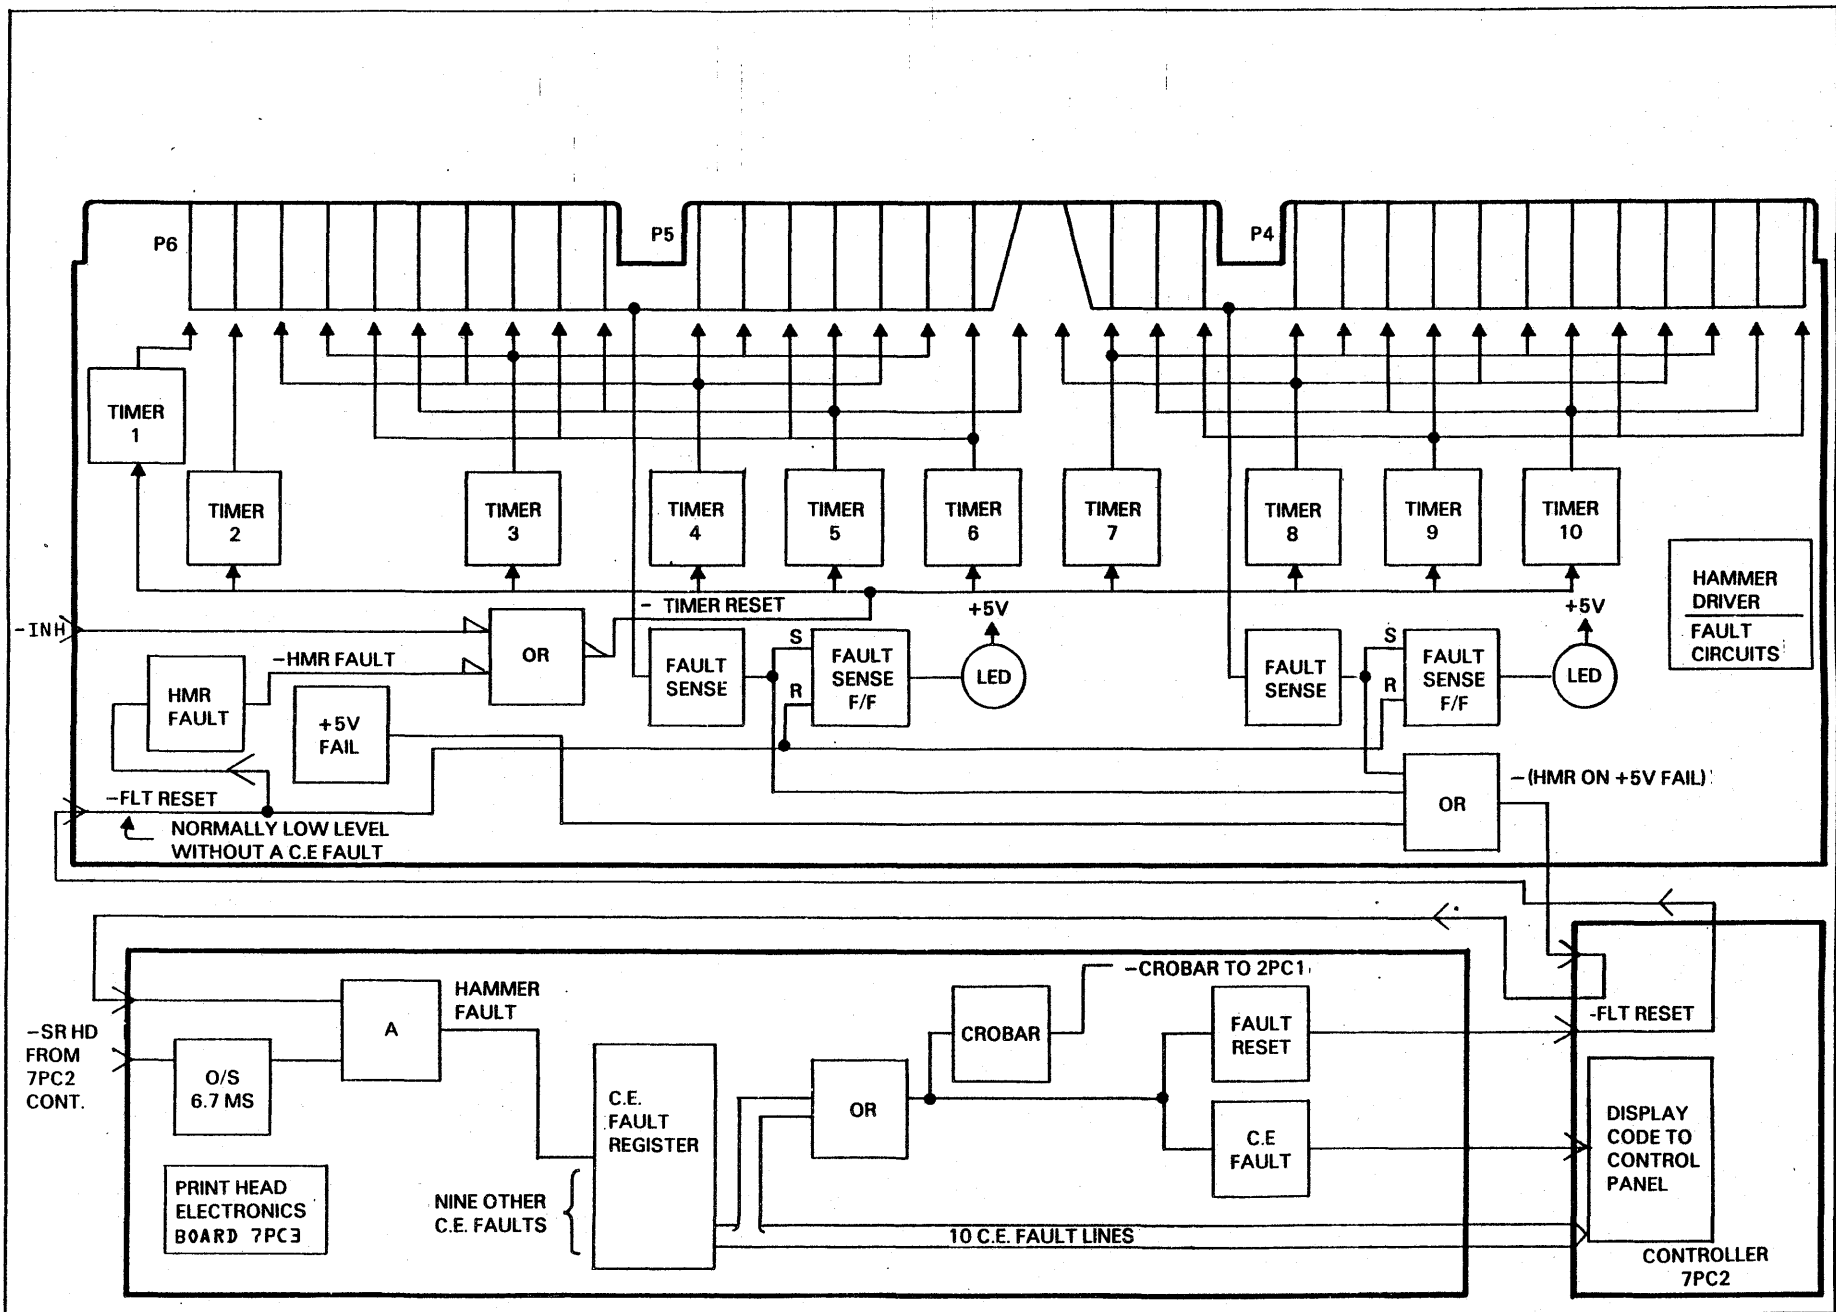 P6
P5
P4
TIMER
1
TIMER
2
TIMER
3
TIMER
4
TIMER
5
TIMER
6
TIMER
7
TIMER
8
TIMER
9
TIMER
10
HAMMER
DRIVER
FAULT
CIRCUITS
- TIMER RESET
+5V
+5V
-INH
OR
-HMR FAULT
HMR
FAULT
+5V
FAIL
FAULT
SENSE
S
R
FAULT
SENSE
F/F
LED
FAULT
SENSE
S
R
FAULT
SENSE
F/F
LED
-(HMR ON +5V FAIL)
OR
-FLT RESET
NORMALLY LOW LEVEL
WITHOUT A C.E FAULT
-CROBAR TO 2PC1
HAMMER
FAULT
A
-SR HD
FROM
7PC2
CONT.
O/S
6.7 MS
CROBAR
FAULT
RESET
-FLT RESET
C.E.
FAULT
REGISTER
OR
C.E
FAULT
DISPLAY
CODE TO
CONTROL
PANEL
PRINT HEAD
ELECTRONICS
BOARD 7PC3
NINE OTHER
C.E. FAULTS
10 C.E. FAULT LINES
CONTROLLER
7PC2